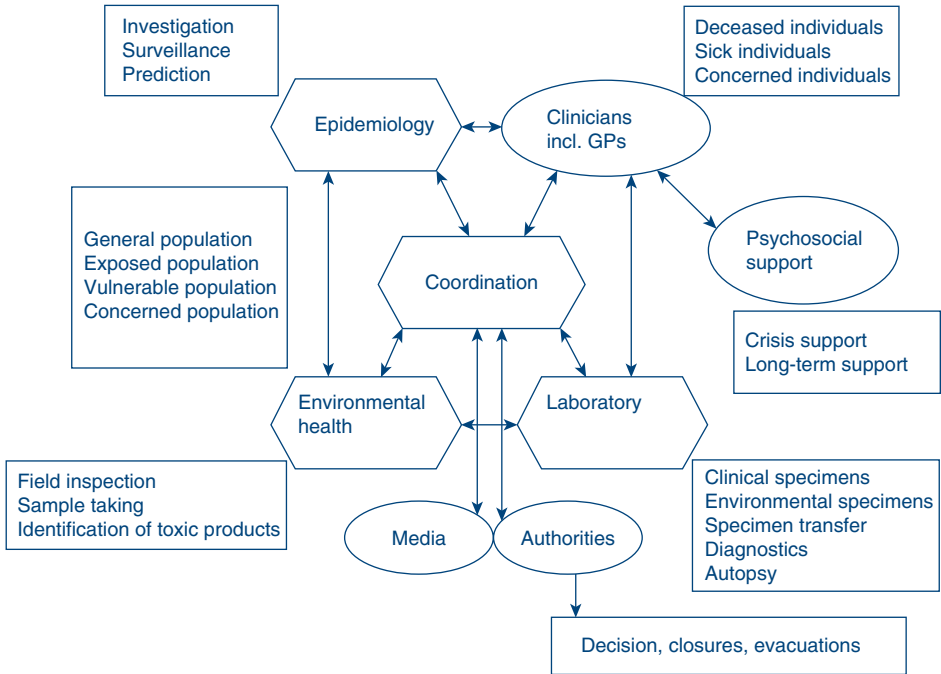 Investigation
Surveillance
Prediction
Deceased individuals
Sick individuals
Concerned individuals
Epidemiology
Clinicians
incl. GPs
General population
Exposed population
Vulnerable population
Concerned population
Coordination
Psychosocial
support
Crisis support
Long-term support
Environmental
health
Laboratory
Field inspection
Sample taking
Identification of toxic products
Clinical specimens
Environmental specimens
Specimen transfer
Diagnostics
Autopsy
Media
Authorities
Decision, closures, evacuations